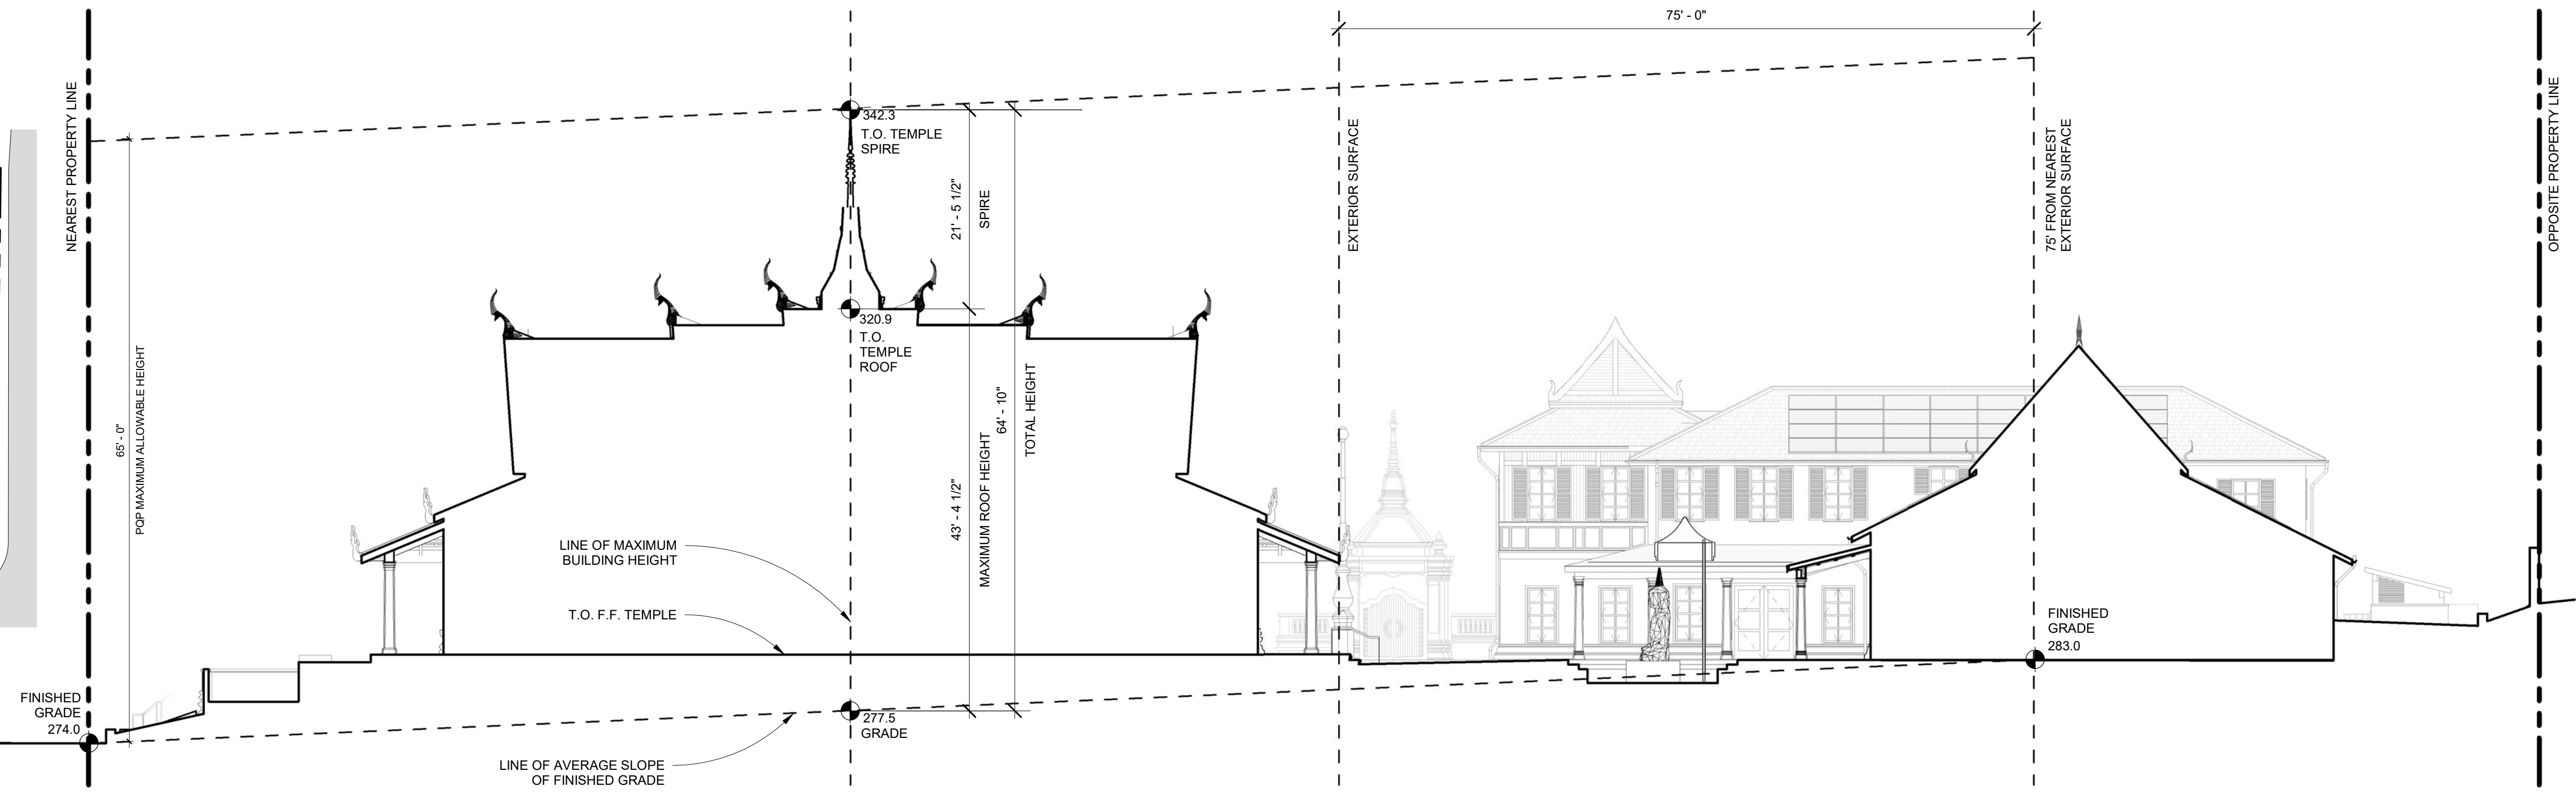 75' - 0"
NEAREST PROPERTY LINE
342.3
T.O. TEMPLE
SPIRE
21' - 5 1/2"
SPIRE
EXTERIOR SURFACE
75' FROM NEAREST
EXTERIOR SURFACE
OPPOSITE PROPERTY LINE
320.9
T.O.
TEMPLE
ROOF
65' - 0"
PQP MAXIMUM ALLOWABLE HEIGHT
43' - 4 1/2"
MAXIMUM ROOF HEIGHT
64' - 10"
TOTAL HEIGHT
LINE OF MAXIMUM
BUILDING HEIGHT
T.O. F.F. TEMPLE
FINISHED
GRADE
283.0
FINISHED
GRADE
274.0
277.5
GRADE
LINE OF AVERAGE SLOPE
OF FINISHED GRADE